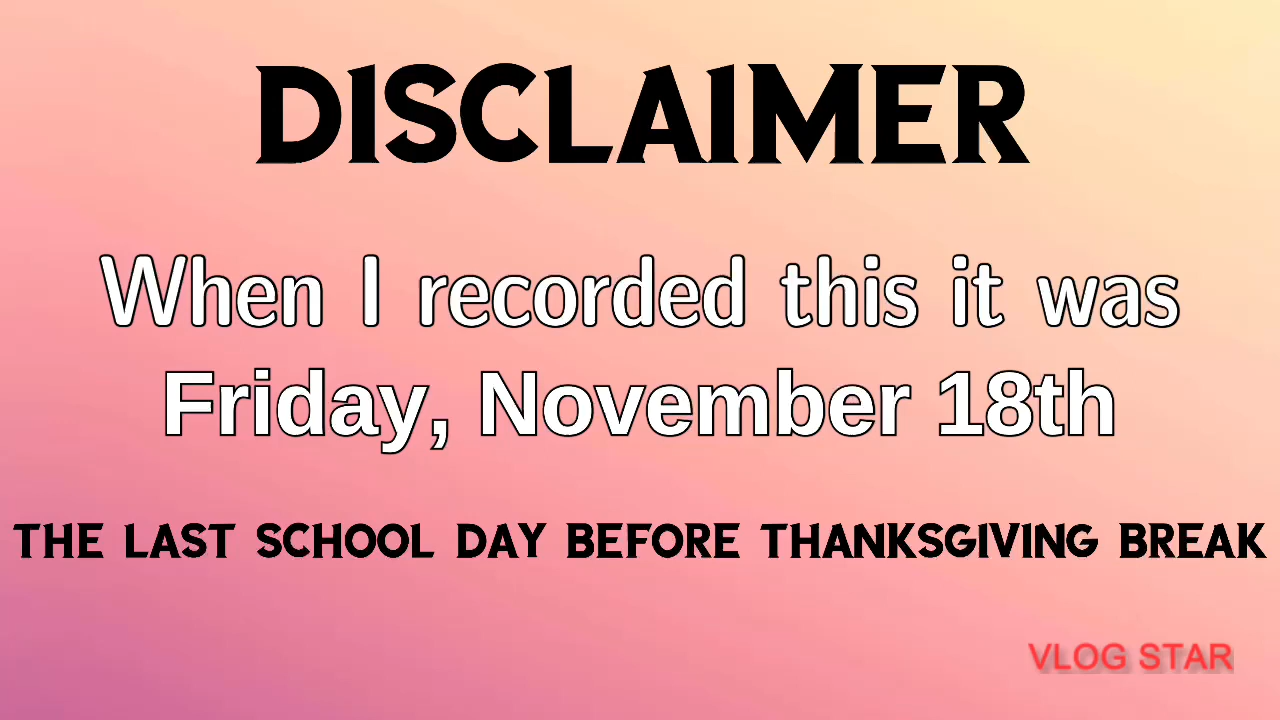 DISCLAIMER
When I recorded this it was
Friday, November 18th
THE LAST SCHOOL DAY BEFORE THANKSGIVING BREAK
VLOG STAR